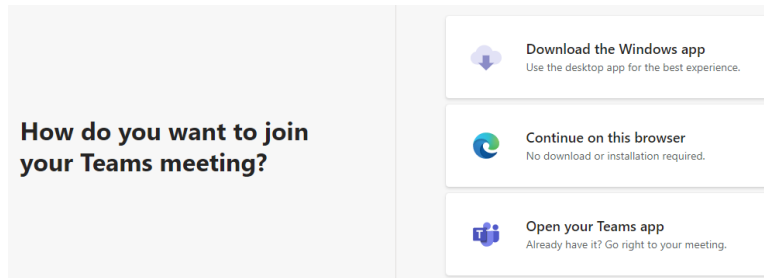 How do you want to join
your Teams meeting?
Download the Windows app
Use the desktop app for the best experience.
Continue on this browser
No download or installation required.
Open your Teams app
Already have it? Go right to your meeting.